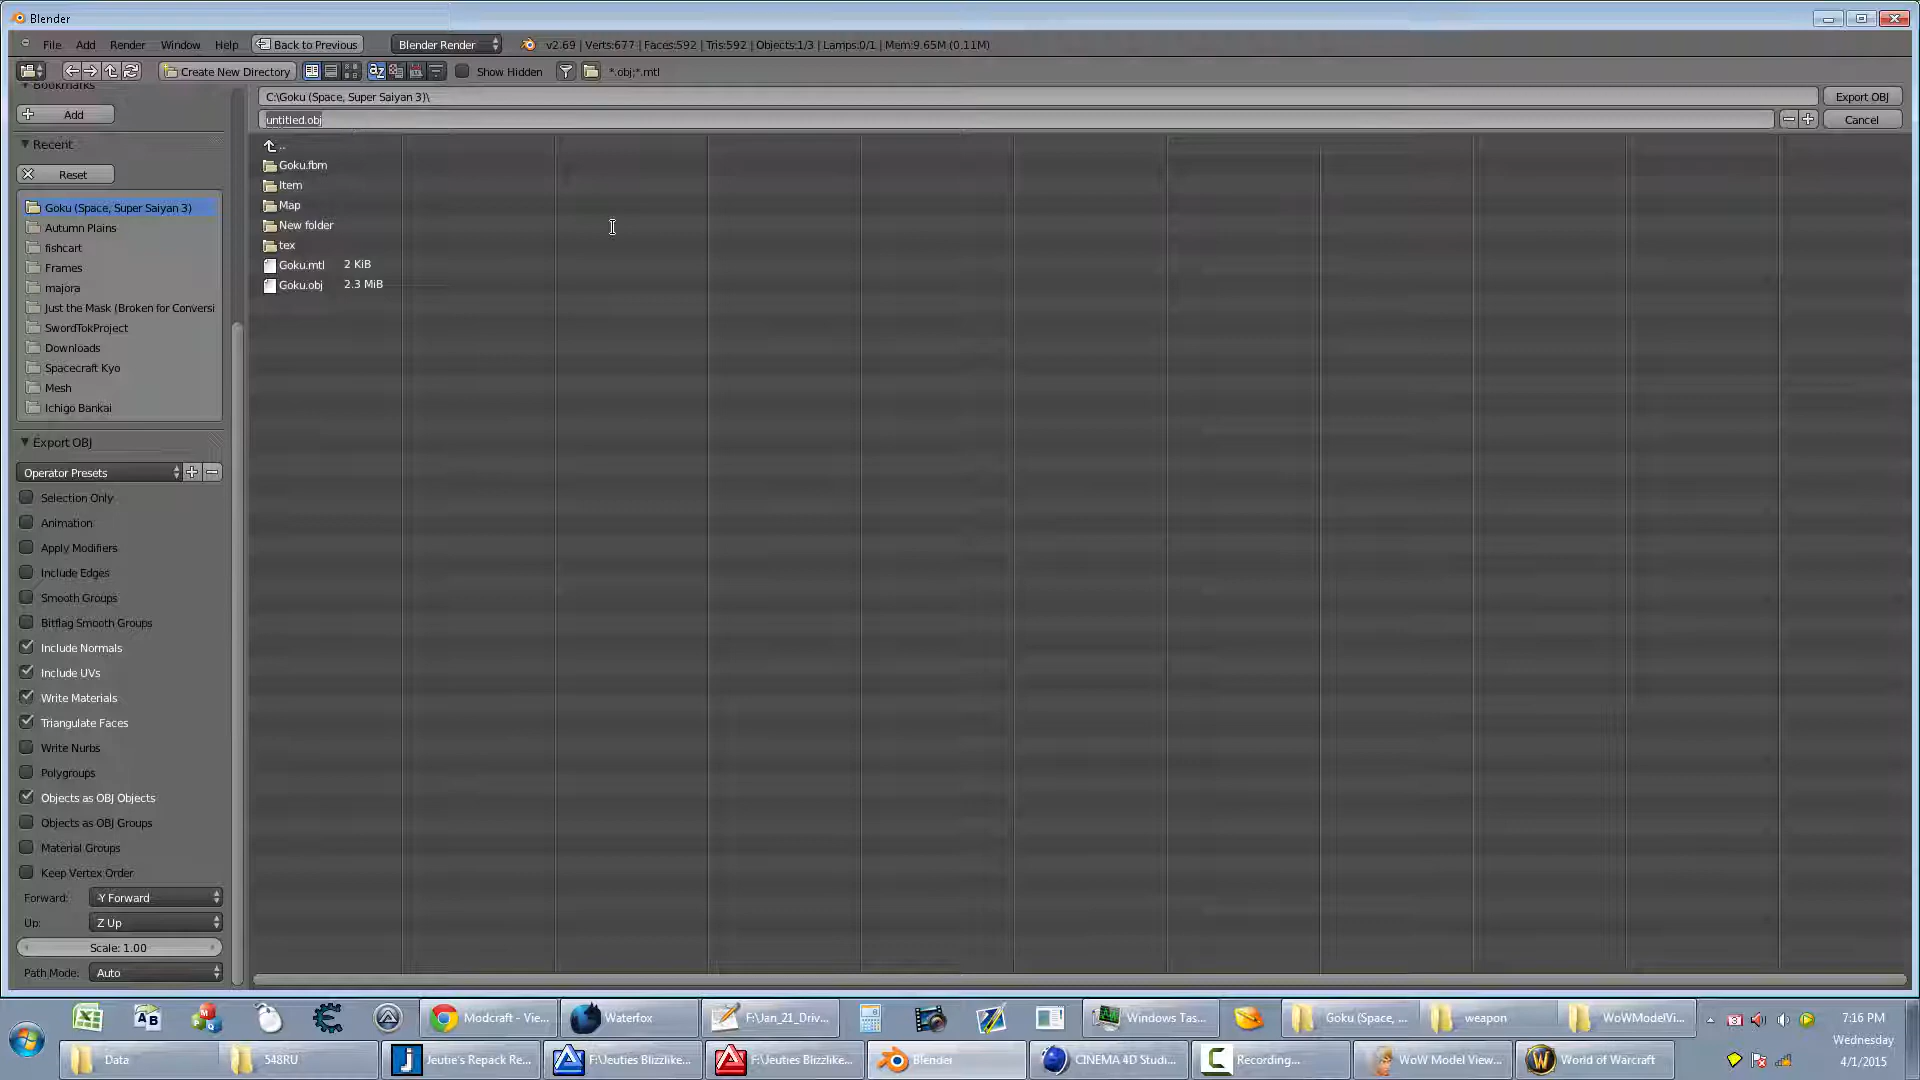 Blender
File Add Render Window Help Back to Previous Blender Render v2.69 | Verts:677 | Faces:592 | Tris:592 | Objects:1/3 | Lamps:0/1 | Mem:9.65M (0.11M)
Create New Directory Show Hidden *.obj;*.mtl
Bookmarks
Add
Recent
Reset
Goku (Space, Super Saiyan 3)
Autumn Plains
fishcart
Frames
majora
Just the Mask (Broken for Conversi
SwordTokProject
Downloads
Spacecraft Kyo
Mesh
Ichigo Bankai
Export OBJ
Operator Presets
Selection Only
Animation
Apply Modifiers
Include Edges
Smooth Groups
Bitflag Smooth Groups
Include Normals
Include UVs
Write Materials
Triangulate Faces
Write Nurbs
Polygroups
Objects as OBJ Objects
Objects as OBJ Groups
Material Groups
Keep Vertex Order
Forward: -Y Forward
Up: Z Up
Scale: 1.00
Path Mode: Auto
C:\Goku (Space, Super Saiyan 3)\ Export OBJ
untitled.obj Cancel
..
Goku.fbm
Item
Map
New folder
tex
Goku.mtl 2 KiB
Goku.obj 2.3 MiB
Modcraft - Vie... Waterfox F:\Jan_21_Driv... Windows Tas... Goku (Space, ... weapon WoWModelVi... 7:16 PM
Wednesday
Data 548RU Jeutie's Repack Re... F:\Jeuties Blizzlike... F:\Jeuties Blizzlike... Blender CINEMA 4D Studi... Recording... WoW Model View... World of Warcraft 4/1/2015